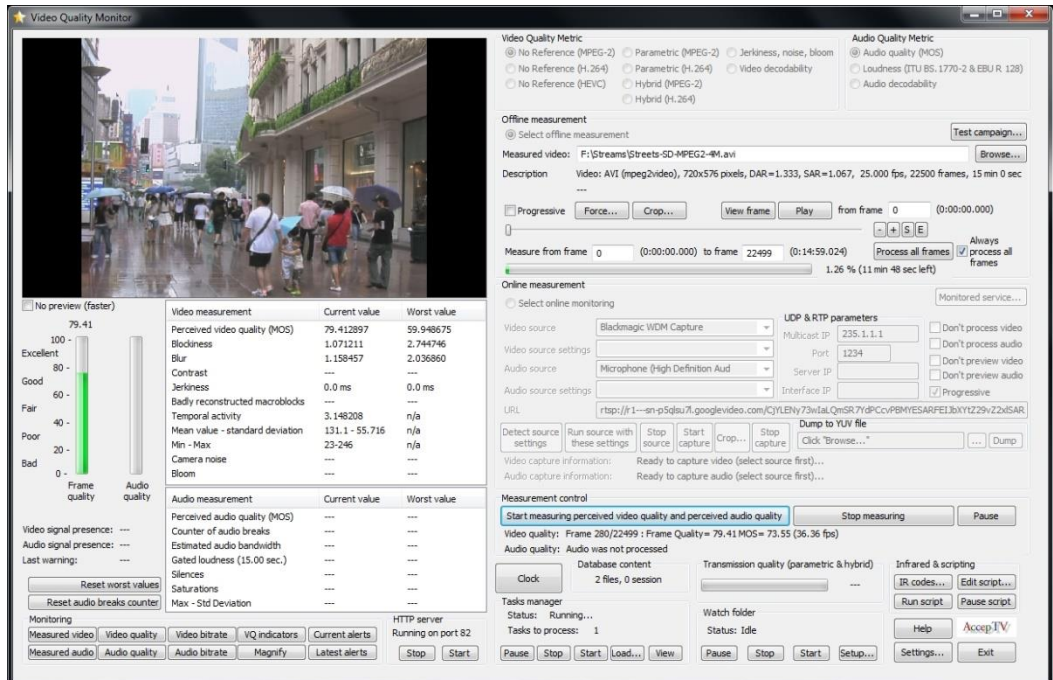 Video Quality Monitor
Video Quality Metric
No Reference (MPEG-2) Parametric (MPEG-2) Jerkiness, noise, bloom
No Reference (H.264) Parametric (H.264) Video decodability
No Reference (HEVC) Hybrid (MPEG-2)
Hybrid (H.264)
Audio Quality Metric
Audio quality (MOS)
Loudness (ITU BS.1770-2 & EBU R 128)
Audio decodability
Offline measurement
Select offline measurement Test campaign...
Measured video: F:\Streams\Streets-SD-MPEG2-4M.avi Browse...
Description Video: AVI (mpeg2video), 720x576 pixels, DAR=1.333, SAR=1.067, 25.000 fps, 22500 frames, 15 min 0 sec
---
Progressive Force... Crop... View frame Play from frame 0 (0:00:00.000)
- + S E
Measure from frame 0 (0:00:00.000) to frame 22499 (0:14:59.024) Process all frames Always process all frames
1.26 % (11 min 48 sec left)
Online measurement
Select online monitoring Monitored service...
Video source Blackmagic WDM Capture
Video source settings
Audio source Microphone (High Definition Aud
Audio source settings
UDP & RTP parameters
Multicast IP 235.1.1.1
Port 1234
Server IP
Interface IP
Don't process video
Don't process audio
Don't preview video
Don't preview audio
Progressive
URL rtsp://r1---sn-p5qlsu7l.googlevideo.com/
Detect source settings Run source with these settings Stop source Start capture Crop... Stop capture
Dump to YUV file
Click "Browse..." ... Dump
Video capture information: Ready to capture video (select source first)...
Audio capture information: Ready to capture audio (select source first)...
Measurement control
Start measuring perceived video quality and perceived audio quality Stop measuring Pause
Video quality: Frame 280/22499 : Frame Quality= 79.41 MOS= 73.55 (36.36 fps)
Audio quality: Audio was not processed
Clock
Database content
2 files, 0 session
Transmission quality (parametric & hybrid)
---
Infrared & scripting
IR codes... Edit script...
Run script Pause script
Tasks manager
Status: Running...
Tasks to process: 1
Pause Stop Start Load... View
Watch folder
Status: Idle
Pause Stop Start Setup...
Help AccepTV
Settings... Exit
No preview (faster)
79.41
100 -
Excellent
80 -
Good
60 -
Fair
40 -
Poor
20 -
Bad
0 -
Frame quality Audio quality
Video signal presence: ---
Audio signal presence: ---
Last warning: ---
Reset worst values
Reset audio breaks counter
Video measurement Current value Worst value
Perceived video quality (MOS) 79.412897 59.948675
Blockiness 1.071211 2.744746
Blur 1.158457 2.036860
Contrast --- ---
Jerkiness 0.0 ms 0.0 ms
Badly reconstructed macroblocks --- ---
Temporal activity 3.148208 n/a
Mean value - standard deviation 131.1 - 55.716 n/a
Min - Max 23-246 n/a
Camera noise --- ---
Bloom --- ---
Audio measurement Current value Worst value
Perceived audio quality (MOS) --- ---
Counter of audio breaks --- ---
Estimated audio bandwidth --- ---
Gated loudness (15.00 sec.) --- ---
Silences --- ---
Saturations --- ---
Max - Std Deviation --- ---
Monitoring
Measured video Video quality Video bitrate VQ indicators Current alerts
Measured audio Audio quality Audio bitrate Magnify Latest alerts
HTTP server
Running on port 82
Stop Start